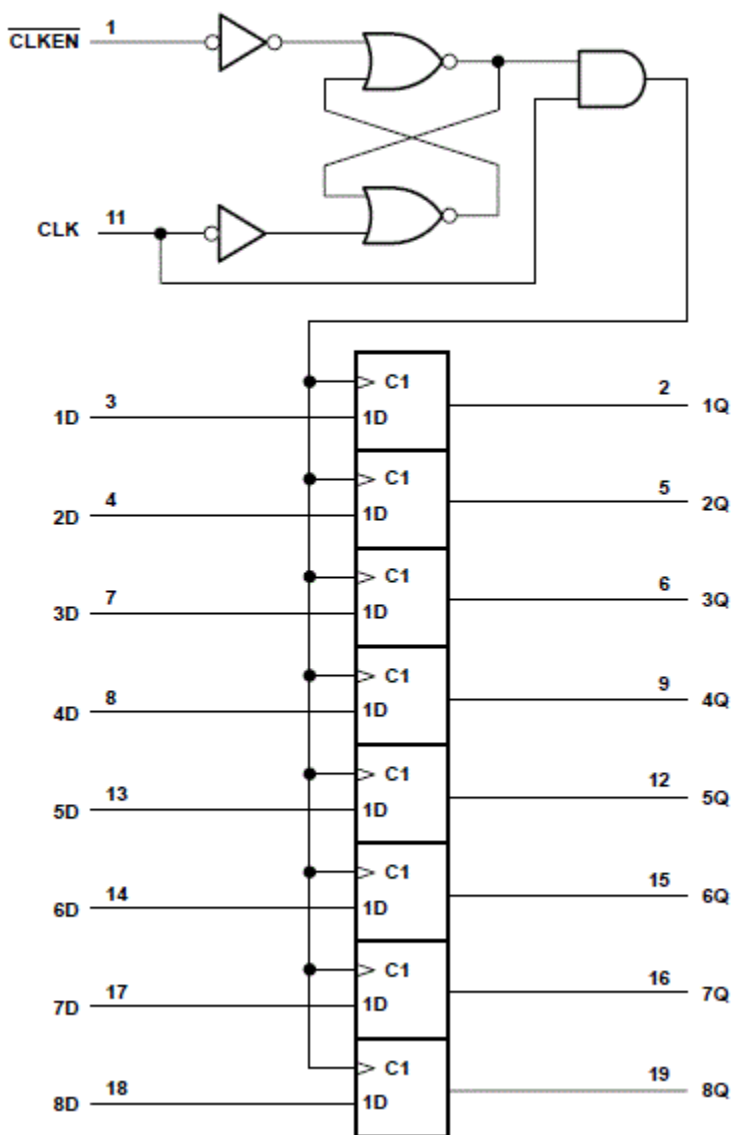 CLKEN 1
CLK 11
C1
1D 3 1D 2 1Q
C1
2D 4 1D 5 2Q
C1
3D 7 1D 6 3Q
C1
4D 8 1D 9 4Q
C1
5D 13 1D 12 5Q
C1
6D 14 1D 15 6Q
C1
7D 17 1D 16 7Q
C1
8D 18 1D 19 8Q